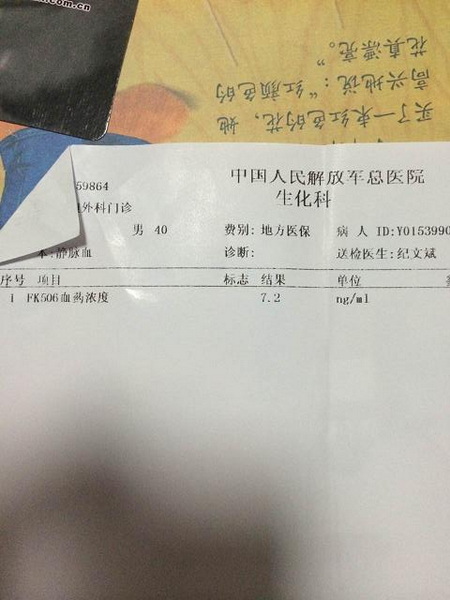 .com.cn
买了一束红色的花，她
高兴地说：“红颜色的
花真漂亮。”
59864
中国人民解放军总医院
外科门诊
生化科
男 40 费别: 地方医保 病 人 ID:Y0153990
本:静脉血 诊断: 送检医生: 纪文斌
序号 项目 标志 结果 单位
1 FK506血药浓度 7.2 ng/ml